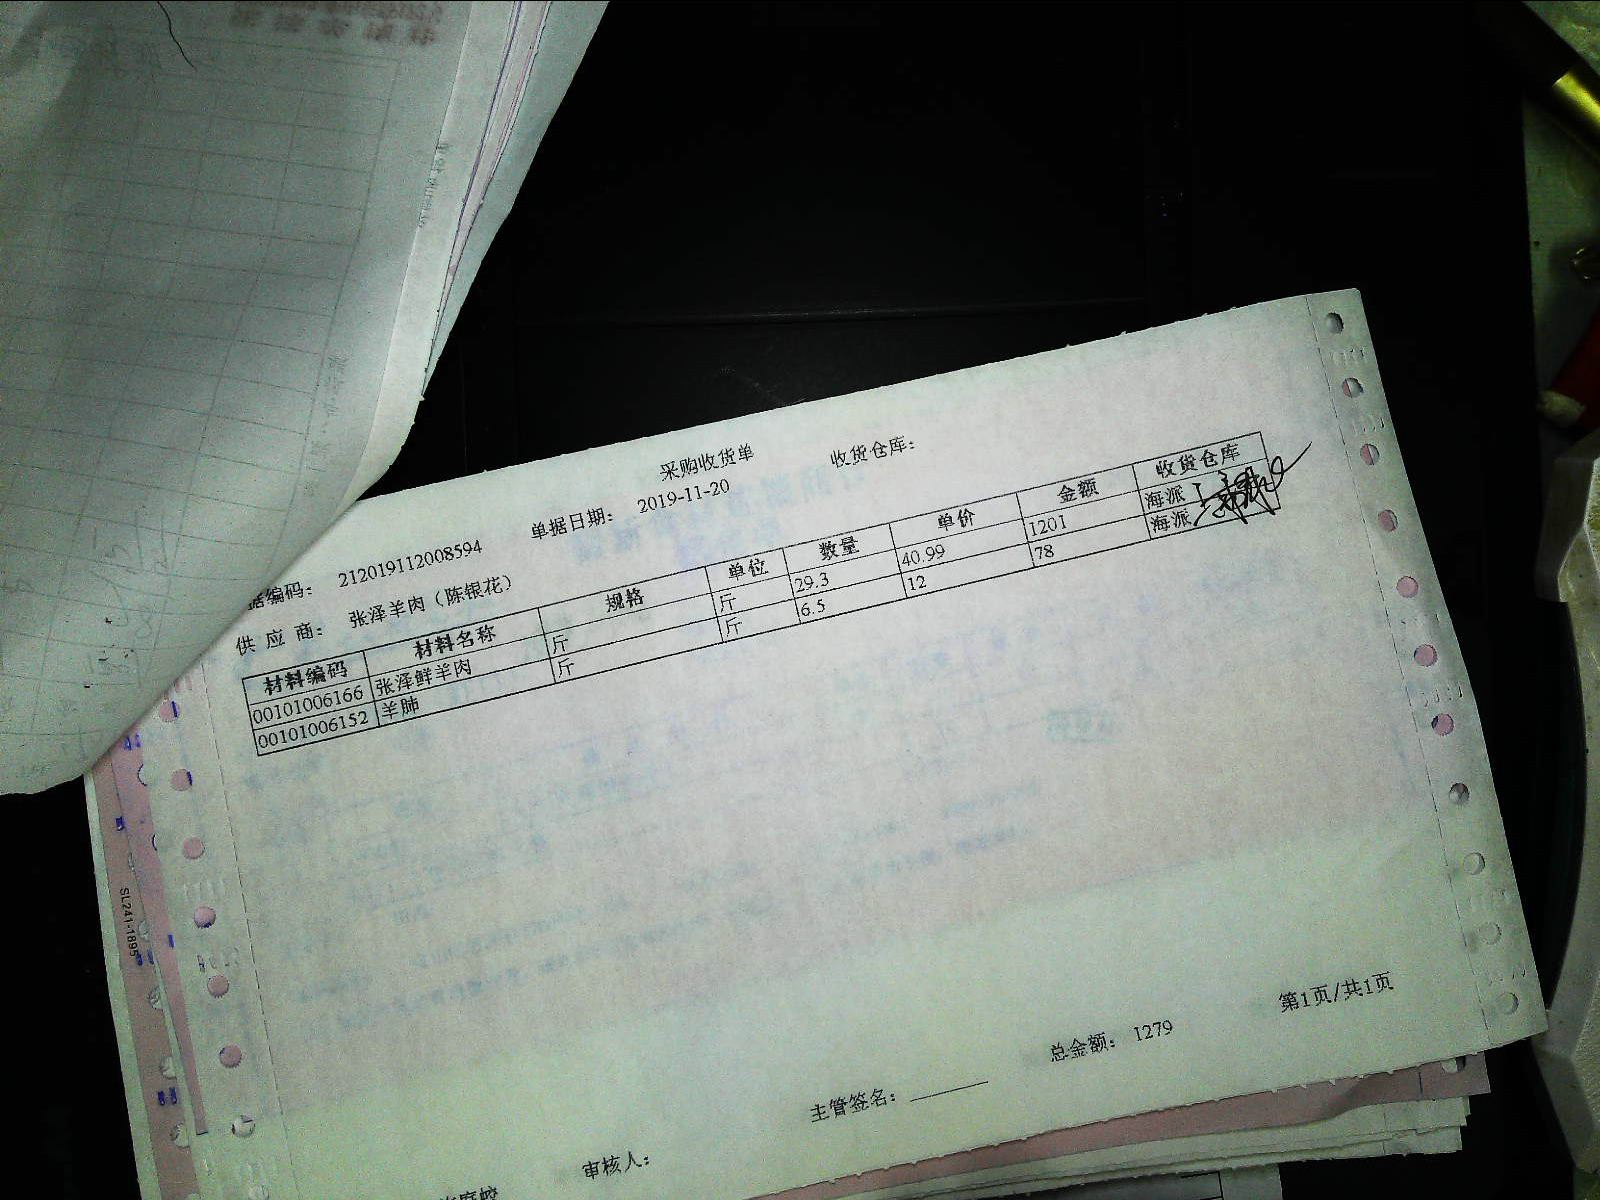 采购收货单
收货仓库：
据编码： 212019112008594
单据日期： 2019-11-20
供 应 商： 张泽羊肉（陈银花）
材料编码 材料名称 规格 单位 数量 单价 金额 收货仓库
00101006166 张泽鲜羊肉 斤 斤 29.3 40.99 1201 海派
00101006152 羊肺 斤 斤 6.5 12 78 海派
SL241-1895
总金额： 1279
第1页/共1页
主管签名：
审核人：